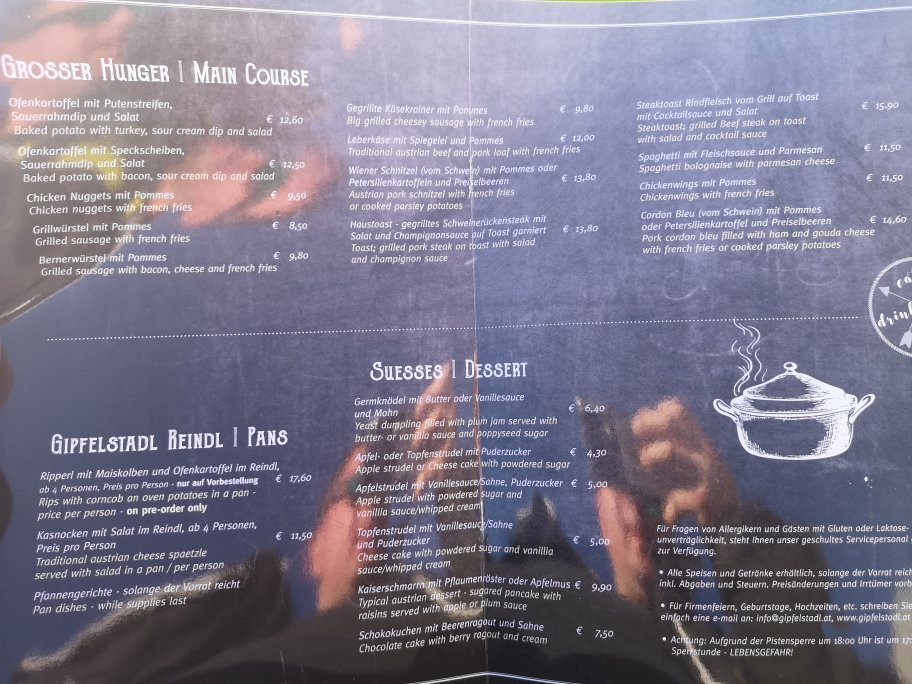 GROSSER HUNGER | MAIN COURSE
Ofenkartoffel mit Putenstreifen,
Sauerrahmdip und Salat € 12,60
Baked potato with turkey, sour cream dip and salad
Ofenkartoffel mit Speckscheiben,
Sauerrahmdip und Salat € 12,50
Baked potato with bacon, sour cream dip and salad
Chicken Nuggets mit Pommes € 9,50
Chicken nuggets with french fries
Grillwürstel mit Pommes € 8,50
Grilled sausage with french fries
Bernerwürstel mit Pommes € 9,80
Grilled sausage with bacon, cheese and french fries
Gegrillte Käsekrainer mit Pommes € 9,80
Big grilled cheesey sausage with french fries
Leberkäse mit Spiegelei und Pommes € 12,00
Traditional austrian beef and pork loaf with french fries
Wiener Schnitzel (vom Schwein) mit Pommes oder
Petersilienkartoffeln und Preiselbeeren € 13,80
Austrian pork schnitzel with french fries
or cooked parsley potatoes
Haustoast - gegrilltes Schweinerückensteak mit
Salat und Champignonsauce auf Toast garniert € 13,80
Toast; grilled pork steak on toast with salad
and champignon sauce
Steaktoast Rindfleisch vom Grill auf Toast € 15.90
mit Cocktailsauce und Salat
Steaktoast; grilled Beef steak on toast
with salad and cocktail sauce
Spaghetti mit Fleischsauce und Parmesan € 11,50
Spaghetti bolognaise with parmesan cheese
Chickenwings mit Pommes € 11,50
Chickenwings with french fries
Cordon Bleu (vom Schwein) mit Pommes
oder Petersilienkartoffeln und Preiselbeeren € 14,60
Pork cordon bleu filled with ham and gouda cheese
with french fries or cooked parsley potatoes
GIPFELSTADL REINDL | PANS
Ripperl mit Maiskolben und Ofenkartoffel im Reindl,
ab 4 Personen, Preis pro Person - nur auf Vorbestellung € 17,60
Rips with corncob an oven potatoes in a pan -
price per person - on pre-order only
Kasnocken mit Salat im Reindl, ab 4 Personen,
Preis pro Person € 11,50
Traditional austrian cheese spaetzle
served with salad in a pan / per person
Pfannengerichte - solange der Vorrat reicht
Pan dishes - while supplies last
SUESSES | DESSERT
Germknödel mit Butter oder Vanillesauce
und Mohn € 6,40
Yeast dumpling filled with plum jam served with
butter- or vanilla sauce and poppyseed sugar
Apfel- oder Topfenstrudel mit Puderzucker € 4,30
Apple strudel or Cheese cake with powdered sugar
Apfelstrudel mit Vanillesauce/Sahne, Puderzucker € 5,00
Apple strudel with powdered sugar and
vanillia sauce/whipped cream
Topfenstrudel mit Vanillesauce/Sahne
und Puderzucker € 5,00
Cheese cake with powdered sugar and vanillia
sauce/whipped cream
Kaiserschmarrn mit Pflaumenröster oder Apfelmus € 9,90
Typical austrian dessert - sugared pancake with
raisins served with apple or plum sauce
Schokokuchen mit Beerenragout und Sahne € 7,50
Chocolate cake with berry ragout and cream
Für Fragen von Allergikern und Gästen mit Gluten oder Laktose-
unverträglichkeit, steht Ihnen unser geschultes Servicepersonal
zur Verfügung.
• Alle Speisen und Getränke erhältlich, solange der Vorrat reich
inkl. Abgaben und Steuern. Preisänderungen und Irrtümer vorb
• Für Firmenfeiern, Geburtstage, Hochzeiten, etc. schreiben Sie
einfach eine e-mail an: info@gipfelstadl.at, www.gipfelstadl.at
• Achtung: Aufgrund der Pistensperre um 18:00 Uhr ist um 17:
Sperrstunde - LEBENSGEFAHR!